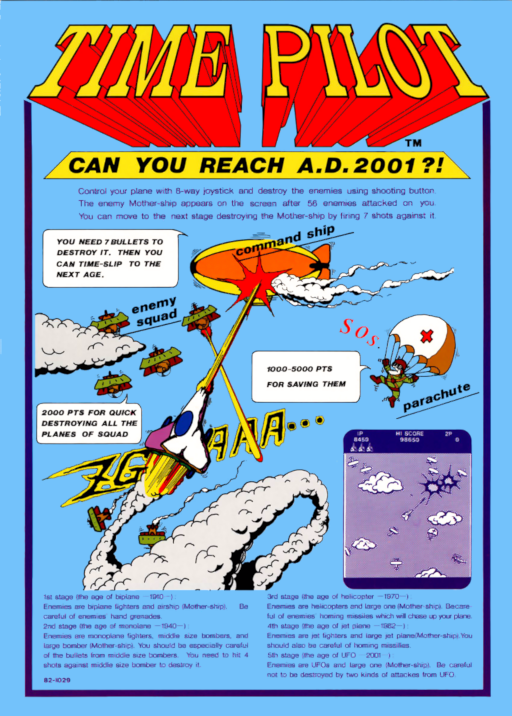 TIME PILOT
TM
CAN YOU REACH A.D.2001?!
Control your plane with 8-way joystick and destroy the enemies using shooting button.
The enemy Mother-ship appears on the screen after 56 enemies attacked on you.
You can move to the next stage destroying the Mother-ship by firing 7 shots against it.
YOU NEED 7 BULLETS TO
DESTROY IT. THEN YOU
CAN TIME-SLIP TO THE
NEXT AGE.
command ship
enemy
squad
SOS
1000-5000 PTS
FOR SAVING THEM
parachute
2000 PTS FOR QUICK
DESTROYING ALL THE
PLANES OF SQUAD
ZGAAA...
1P HI SCORE 2P
8450 98650 0
1st stage (the age of biplane —1910—)
Enemies are biplane fighters and airship (Mother-ship). Be
careful of enemies' hand grenades.
2nd stage (the age of monoplane —1940—)
Enemies are monoplane fighters, middle size bombers, and
large bomber (Mother-ship). You should be especially careful
of the bullets from middle size bombers. You need to hit 4
shots against middle size bomber to destroy it.
82-1029
3rd stage (the age of helicopter —1970—)
Enemies are helicopters and large one (Mother-ship). Becare-
ful of enemies' homing missiles which will chase up your plane.
4th stage (the age of jet plane —1982—)
Enemies are jet fighters and large jet plane(Mother-ship).You
should also be careful of homing missiles.
5th stage (the age of UFO —2001—)
Enemies are UFOs and large one (Mother-ship). Be careful
not to be destroyed by two kinds of attackes from UFO.